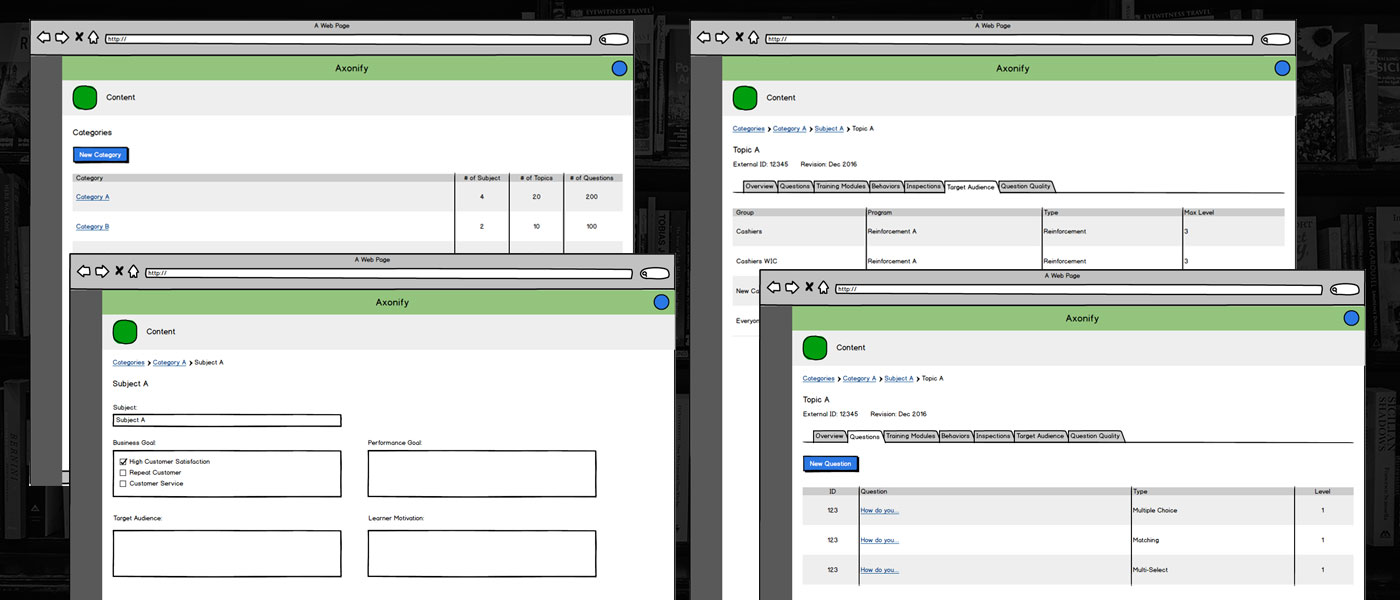 A Web Page
http://
Axonify
Content
Categories
New Category
Category # of Subject # of Topics # of Questions
Category A 4 20 200
Category B 2 10 100
A Web Page
http://
Axonify
Content
Categories > Category A > Subject A
Subject A
Subject:
Subject A
Business Goal: Performance Goal:
High Customer Satisfaction
Repeat Customer
Customer Service
Target Audience: Learner Motivation:
A Web Page
http://
Axonify
Content
Categories > Category A > Subject A > Topic A
Topic A
External ID: 12345 Revision: Dec 2016
Overview Questions Training Modules Behaviors Inspections Target Audience Question Quality
Group Program Type Max Level
Cashiers Reinforcement A Reinforcement 3
Cashiers WIC Reinforcement A Reinforcement 3
New Ca
Everyon
A Web Page
http://
Axonify
Content
Categories > Category A > Subject A > Topic A
Topic A
External ID: 12345 Revision: Dec 2016
Overview Questions Training Modules Behaviors Inspections Target Audience Question Quality
New Question
ID Question Type Level
123 How do you... Multiple Choice 1
123 How do you... Matching 1
123 How do you... Multi-Select 1